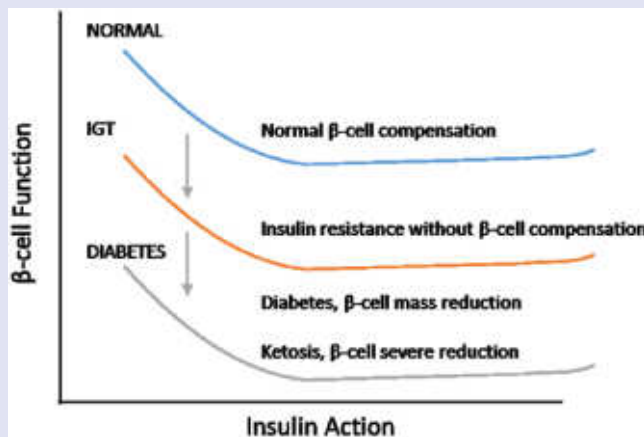 NORMAL
Normal β-cell compensation
IGT
Insulin resistance without β-cell compensation
DIABETES
Diabetes, β-cell mass reduction
Ketosis, β-cell severe reduction
β-cell Function
Insulin Action